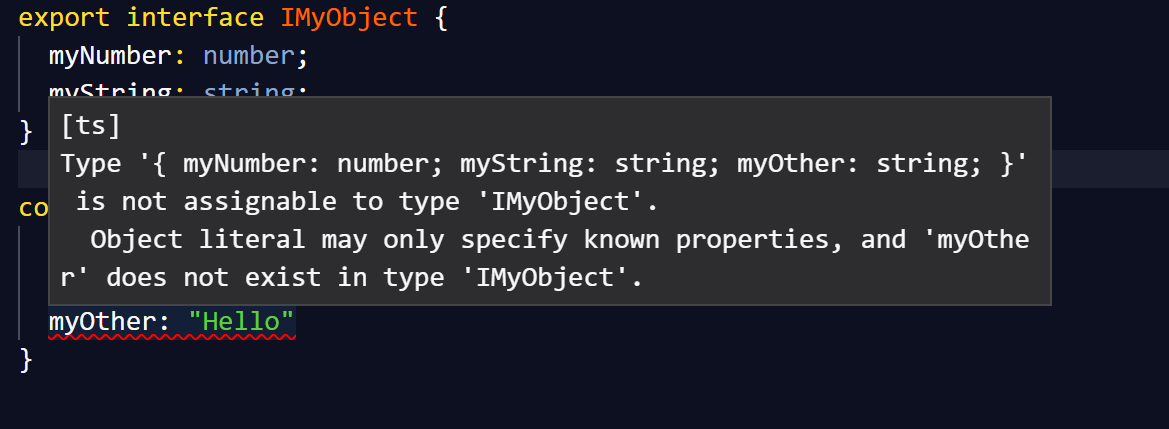 export interface IMyObject {
myNumber: number;
myString: string;
}
[ts]
Type '{ myNumber: number; myString: string; myOther: string; }'
is not assignable to type 'IMyObject'.
Object literal may only specify known properties, and 'myOthe
r' does not exist in type 'IMyObject'.
co
myOther: "Hello"
}